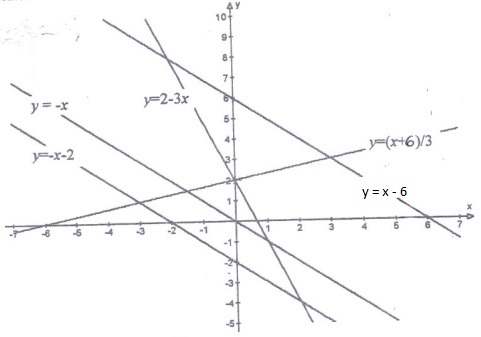 y
10
9
8
7
6
5
4
3
2
1
y = -x
y=2-3x
y=-x-2
y=(x+6)/3
y = x - 6
x
-7 -6 -5 -4 -3 -2 -1 0 1 2 3 4 5 6 7
-1
-2
-3
-4
-5